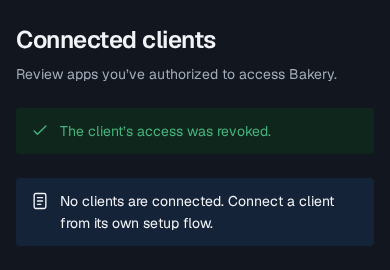 Connected clients
Review apps you've authorized to access Bakery.
The client's access was revoked.
No clients are connected. Connect a client
from its own setup flow.